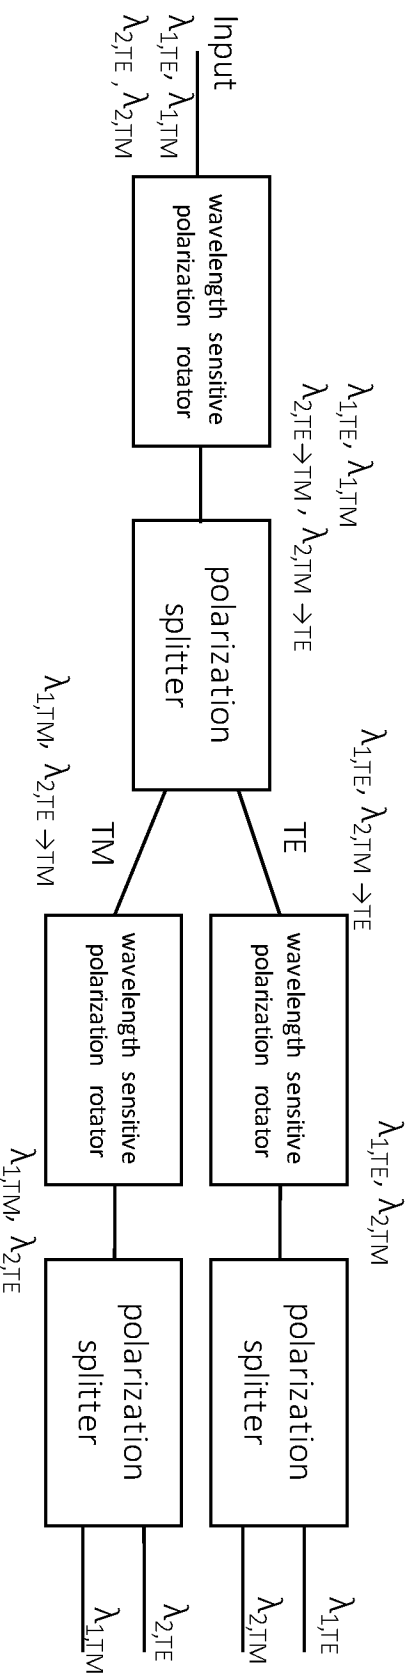 Input
λ1,TE, λ1,TM
λ2,TE , λ2,TM
wavelength sensitive
polarization rotator
λ1,TE, λ1,TM
λ2,TE→TM , λ2,TM →TE
polarization
splitter
λ1,TE, λ2,TM →TE
TE
TM
λ1,TM, λ2,TE →TM
wavelength sensitive
polarization rotator
wavelength sensitive
polarization rotator
λ1,TE, λ2,TM
λ1,TM, λ2,TE
polarization
splitter
polarization
splitter
λ1,TE
λ2,TM
λ2,TE
λ1,TM